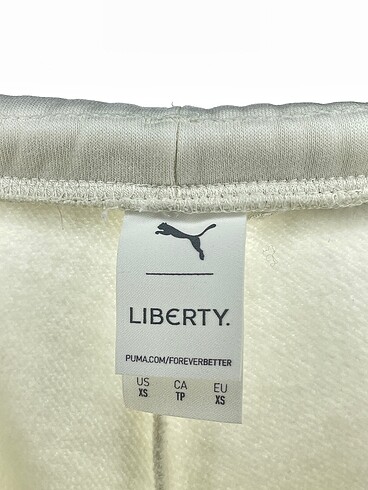 LIBERTY.
PUMA.COM/FOREVERBETTER
US CA EU
XS TP XS